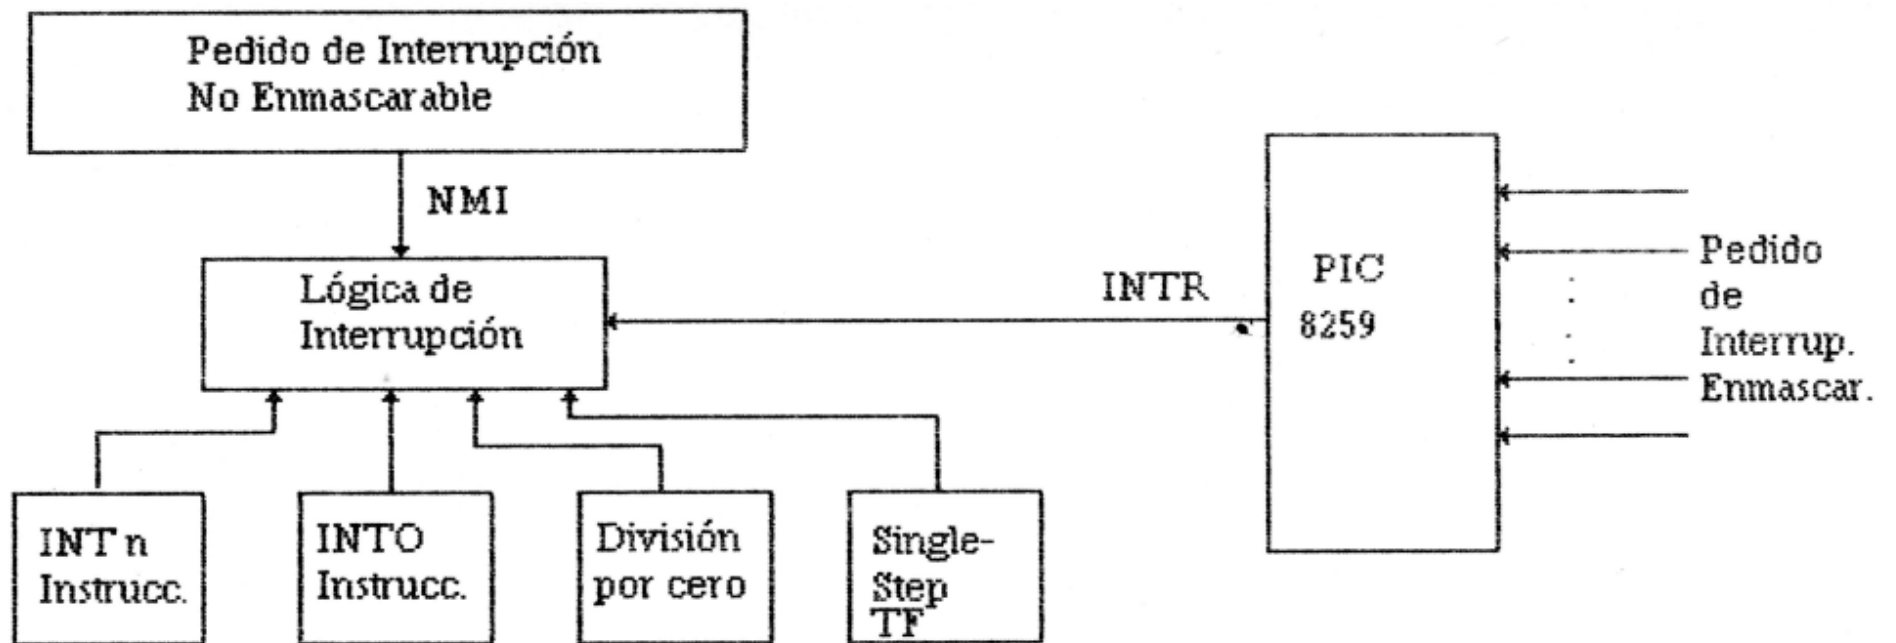 Pedido de Interrupción
No Enmascarable
NMI
Lógica de
Interrupción
INTR
PIC
8259
Pedido
de
Interrup.
Enmascar.
INT n
Instrucc.
INTO
Instrucc.
División
por cero
Single-
Step
TF